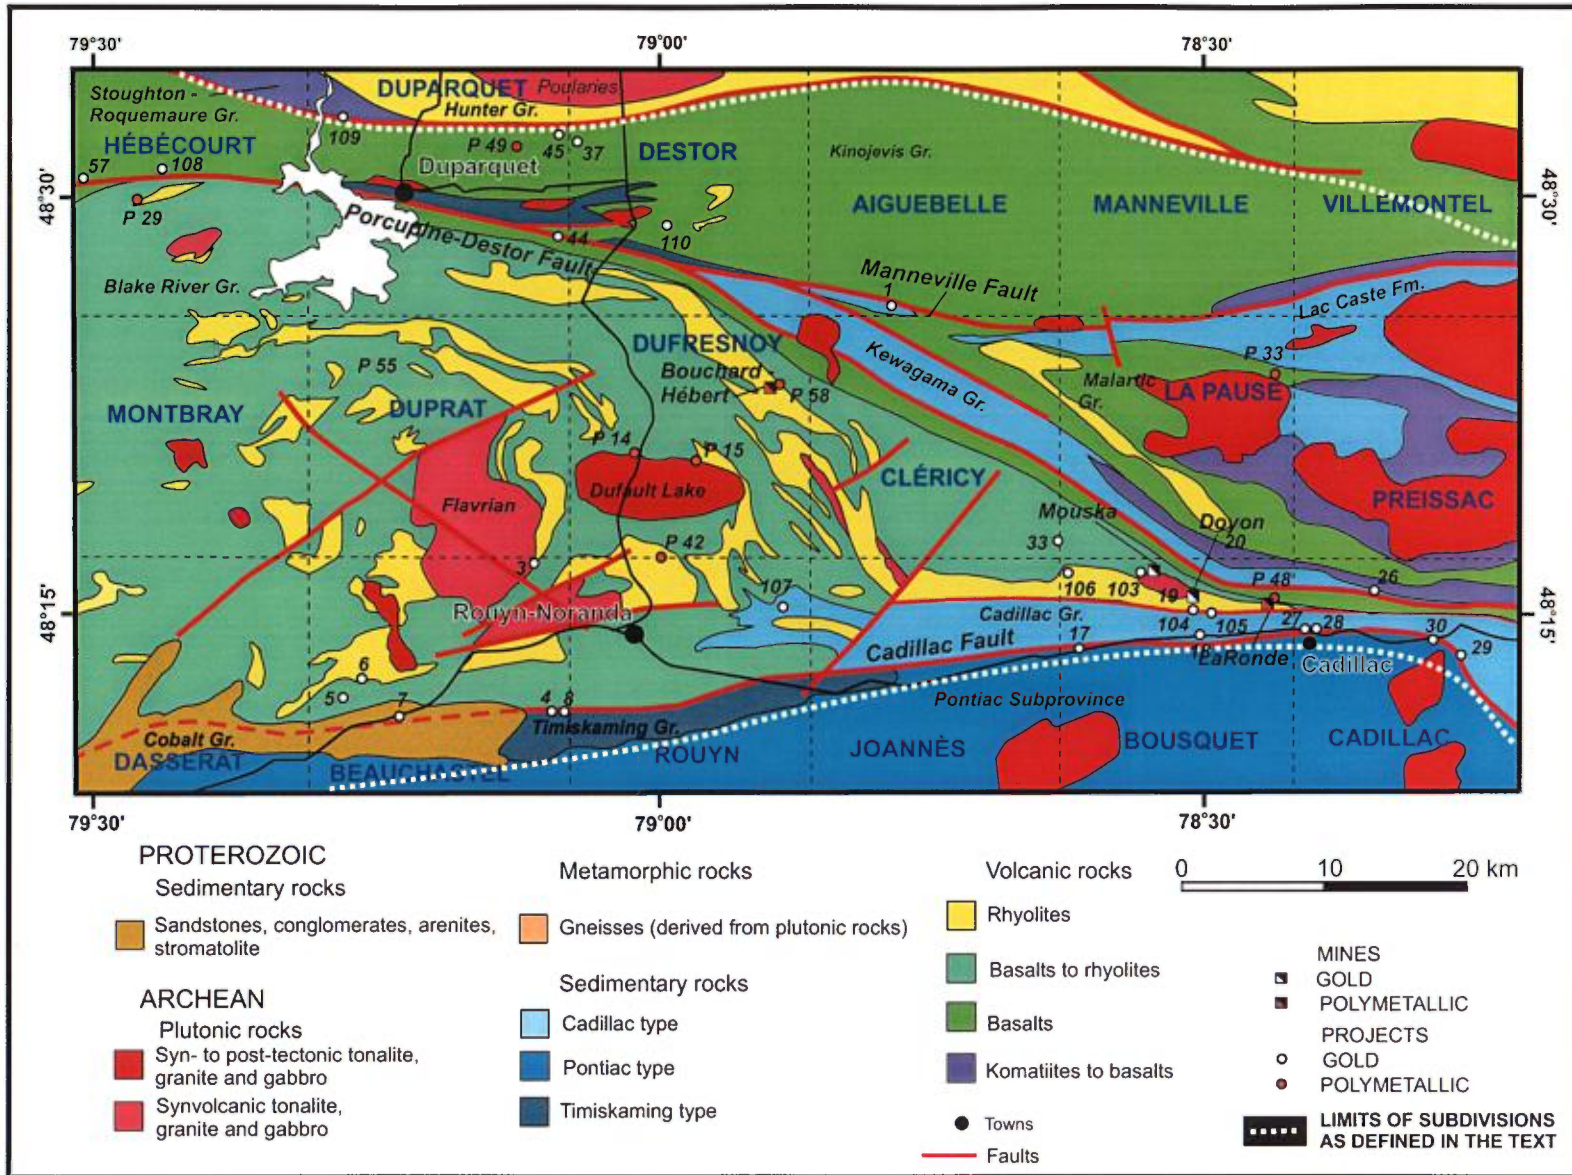 79°30'
79°00'
78°30'
Stoughton -
Roquemaure Gr.
DUPARQUET
Poularies
Hunter Gr.
HÉBÉCOURT
109
P 49
45
37
DESTOR
Kinojevis Gr.
57
108
Duparquet
48°30'
48°30'
P 29
AIGUEBELLE
MANNEVILLE
VILLEMONTEL
Porcupine-Destor Fault
44
110
Blake River Gr.
1
Manneville Fault
Lac Caste Fm.
DUFRESNOY
Kewagama Gr.
P 33
P 55
Bouchard -
Hébert
P 58
Malartic
Gr.
LA PAUSE
MONTBRAY
DUPRAT
P 14
P 15
CLÉRICY
Flavrian
Dufault Lake
PREISSAC
Mouska
Doyon
20
33
P 42
3
107
106
103
19
P 48
26
48°15'
48°15'
Rouyn-Noranda
Cadillac Gr.
104
105
27
28
30
Cadillac Fault
17
18
LaRonde
Cadillac
29
6
5
7
4
8
Pontiac Subprovince
Timiskaming Gr.
Cobalt Gr.
DASSERAT
BEAUCHASTEL
ROUYN
JOANNÈS
BOUSQUET
CADILLAC
79°30'
79°00'
78°30'
PROTEROZOIC
Sedimentary rocks
Sandstones, conglomerates, arenites,
stromatolite
ARCHEAN
Plutonic rocks
Syn- to post-tectonic tonalite,
granite and gabbro
Synvolcanic tonalite,
granite and gabbro
Metamorphic rocks
Gneisses (derived from plutonic rocks)
Sedimentary rocks
Cadillac type
Pontiac type
Timiskaming type
Volcanic rocks
Rhyolites
Basalts to rhyolites
Basalts
Komatiites to basalts
Towns
Faults
0 10 20 km
MINES
GOLD
POLYMETALLIC
PROJECTS
GOLD
POLYMETALLIC
LIMITS OF SUBDIVISIONS
AS DEFINED IN THE TEXT